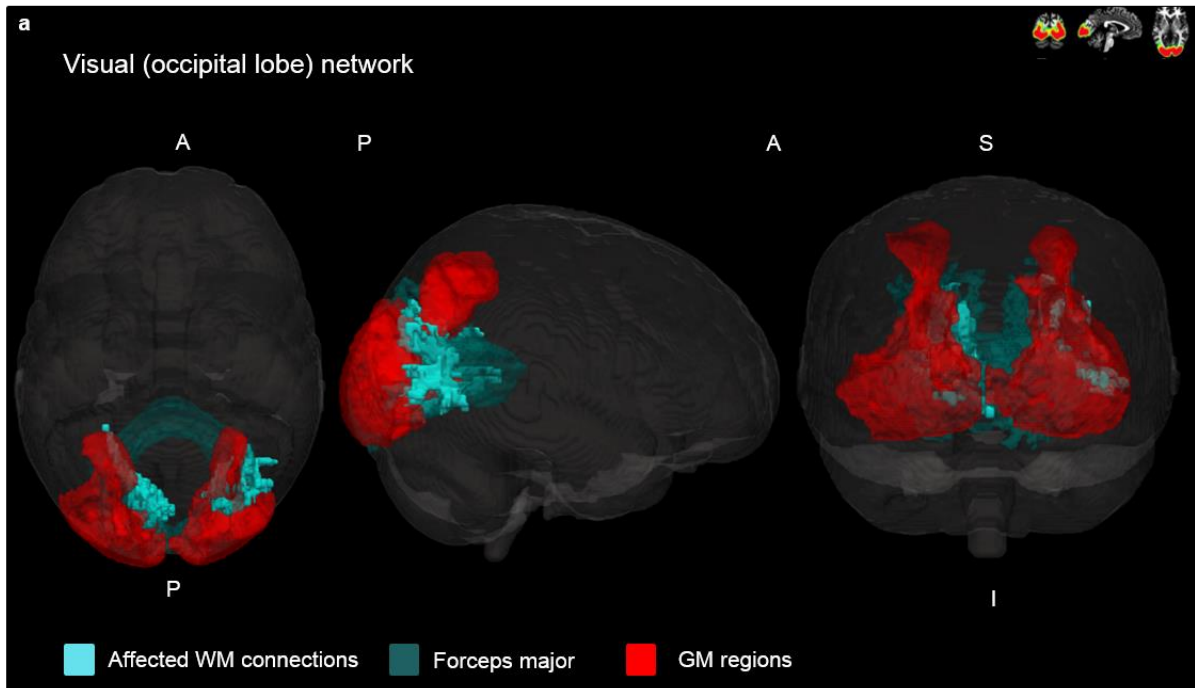 a
Visual (occipital lobe) network
A
P
A
S
P
I
Affected WM connections
Forceps major
GM regions